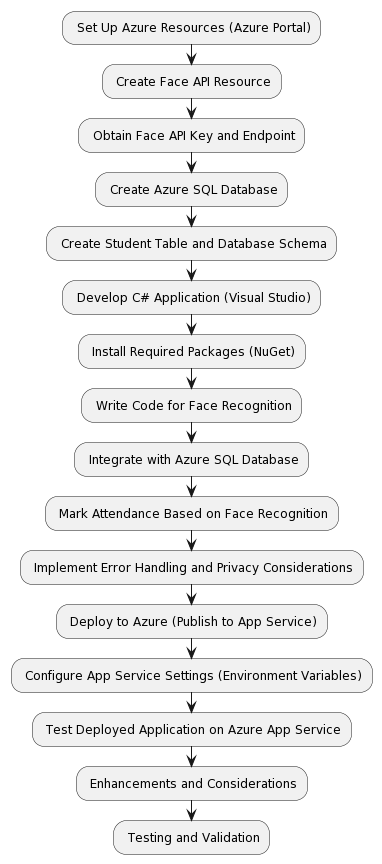 Set Up Azure Resources (Azure Portal)
Create Face API Resource
Obtain Face API Key and Endpoint
Create Azure SQL Database
Create Student Table and Database Schema
Develop C# Application (Visual Studio)
Install Required Packages (NuGet)
Write Code for Face Recognition
Integrate with Azure SQL Database
Mark Attendance Based on Face Recognition
Implement Error Handling and Privacy Considerations
Deploy to Azure (Publish to App Service)
Configure App Service Settings (Environment Variables)
Test Deployed Application on Azure App Service
Enhancements and Considerations
Testing and Validation